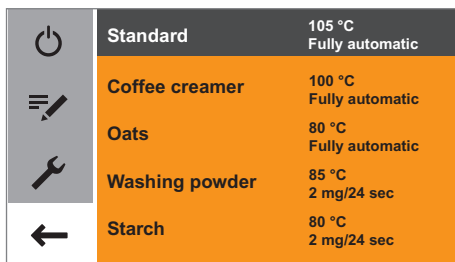 Standard
105 °C
Fully automatic
Coffee creamer
100 °C
Fully automatic
Oats
80 °C
Fully automatic
Washing powder
85 °C
2 mg/24 sec
Starch
80 °C
2 mg/24 sec